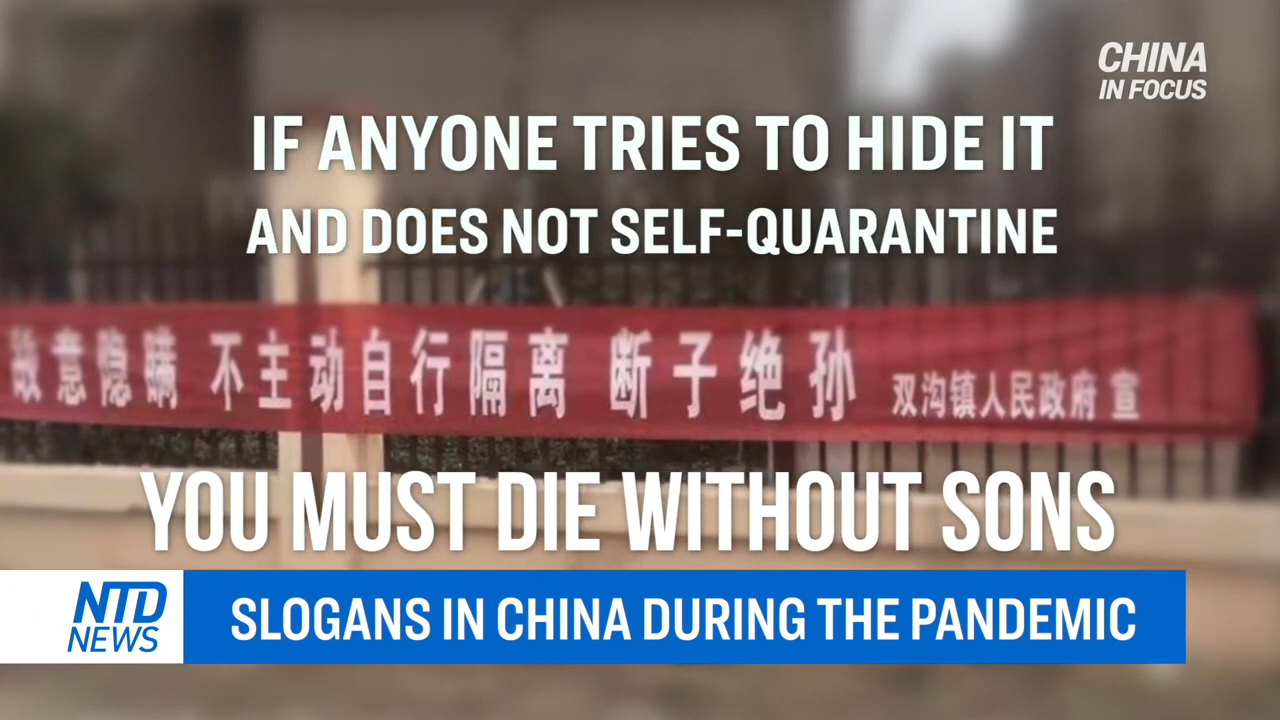 CHINA
IN FOCUS
IF ANYONE TRIES TO HIDE IT
AND DOES NOT SELF-QUARANTINE
故意隐瞒 不主动自行隔离 断子绝孙 双沟镇人民政府 宣
YOU MUST DIE WITHOUT SONS
NTD
NEWS
SLOGANS IN CHINA DURING THE PANDEMIC